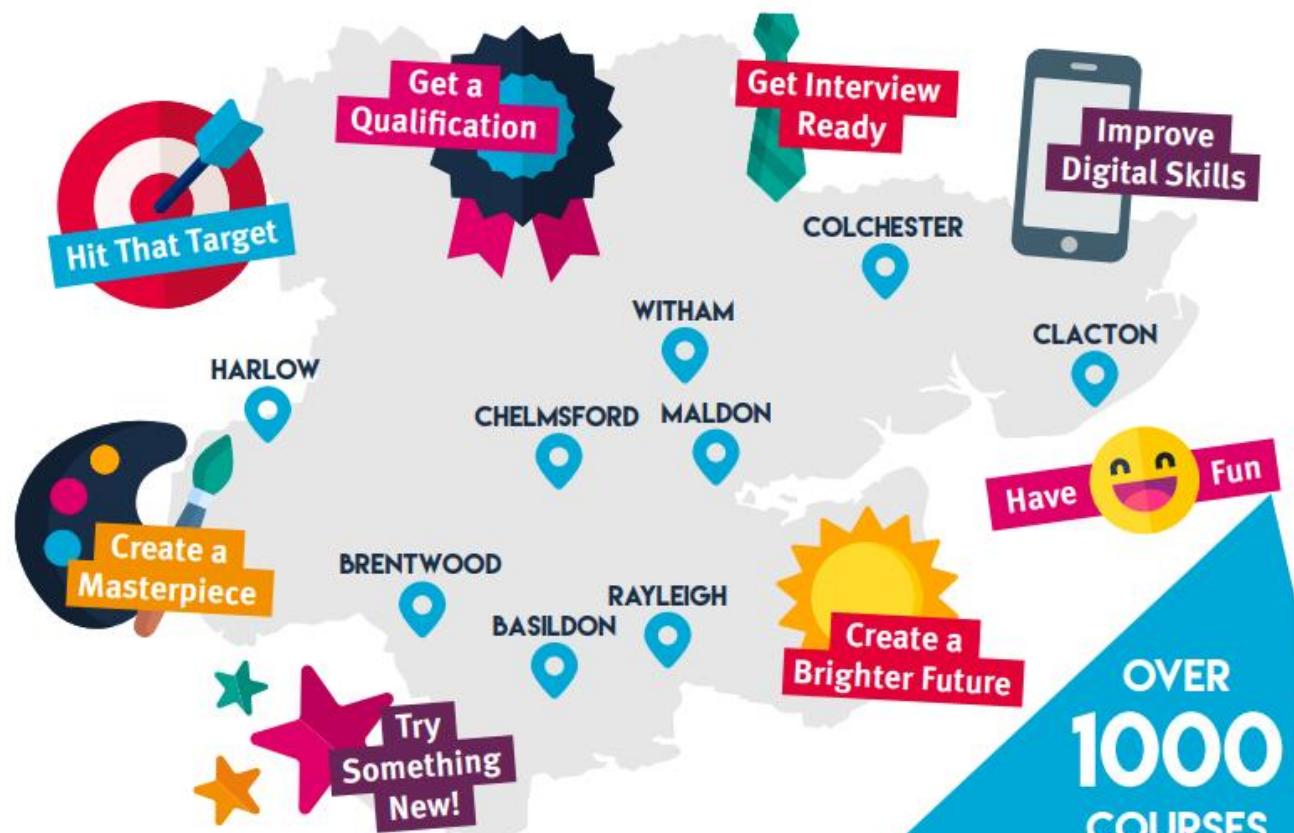 Get a
Qualification
Get Interview
Ready
Improve
Digital Skills
Hit That Target
COLCHESTER
WITHAM
CLACTON
HARLOW
CHELMSFORD
MALDON
Have Fun
Create a
Masterpiece
BRENTWOOD
RAYLEIGH
BASILDON
Create a
Brighter Future
Try
Something
New!
OVER
1000
COURSES